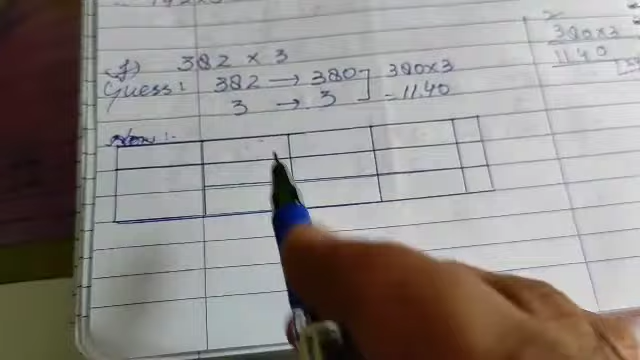 J) 382 × 3
Guess: 382 → 380 ] 380×3
3 → 3 = 1140
380×3
1140